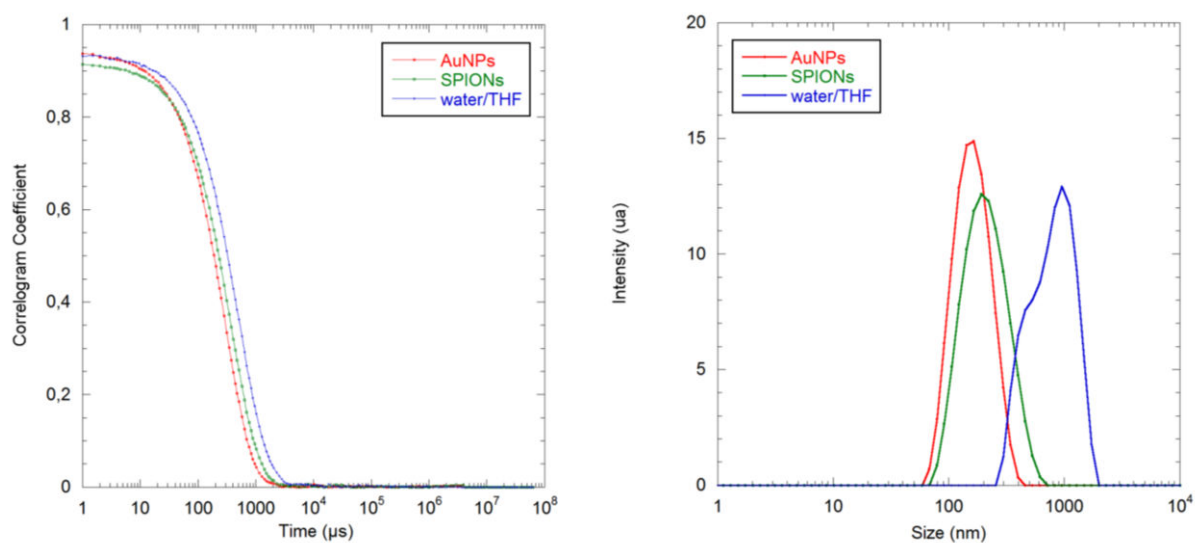 1
0,8
0,6
0,4
0,2
0
Correlogram Coefficient
AuNPs
SPIONs
water/THF
1 10 100 1000 10⁴ 10⁵ 10⁶ 10⁷ 10⁸
Time (µs)
20
15
10
5
0
Intensity (ua)
AuNPs
SPIONs
water/THF
1 10 100 1000 10⁴
Size (nm)